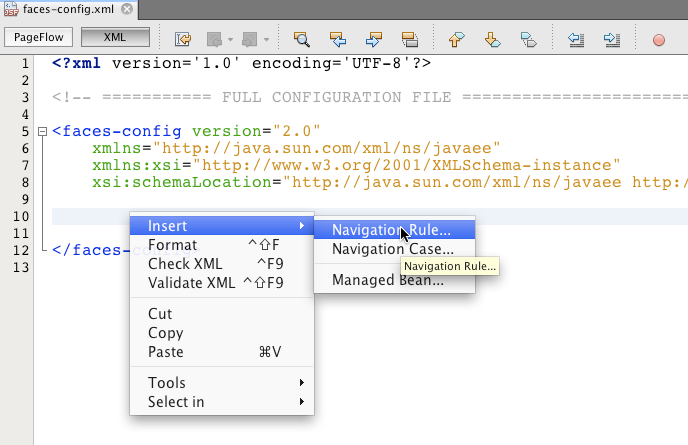 faces-config.xml
PageFlow XML
1 <?xml version='1.0' encoding='UTF-8'?>
2
3 <!-- =========== FULL CONFIGURATION FILE =======================
4
5 <faces-config version="2.0"
6 xmlns="http://java.sun.com/xml/ns/javaee"
7 xmlns:xsi="http://www.w3.org/2001/XMLSchema-instance"
8 xsi:schemaLocation="http://java.sun.com/xml/ns/javaee http:/
9
10
11
12 </faces-
13
Insert
Format ^⇧F
Check XML ^F9
Validate XML ^⇧F9
Cut
Copy
Paste ⌘V
Tools
Select in
Navigation Rule...
Navigation Case...
Navigation Rule...
Managed Bean...